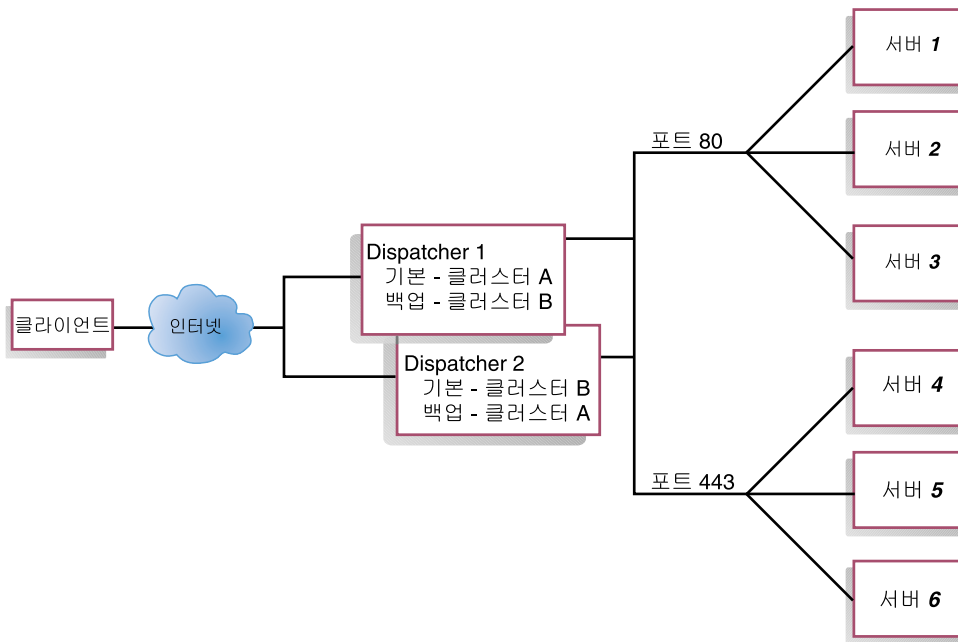 클라이언트
인터넷
Dispatcher 1
기본 - 클러스터 A
백업 - 클러스터 B
Dispatcher 2
기본 - 클러스터 B
백업 - 클러스터 A
포트 80
서버 1
서버 2
서버 3
포트 443
서버 4
서버 5
서버 6